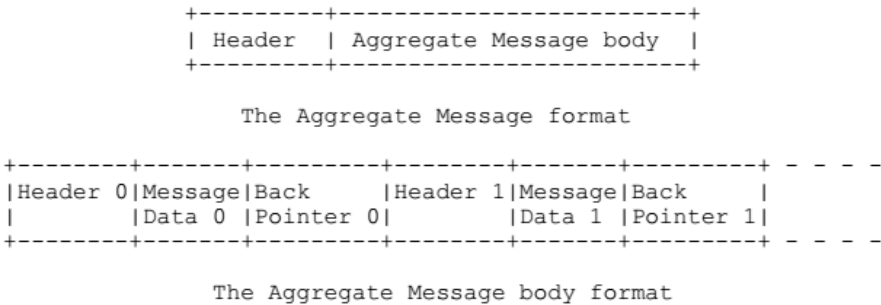 +---------+--------------------------+
| Header  | Aggregate Message body   |
+---------+--------------------------+
The Aggregate Message format
+--------+-------+---------+--------+-------+---------+ - - - -
|Header 0|Message|Back     |Header 1|Message|Back     |
|        |Data 0 |Pointer 0|        |Data 1 |Pointer 1|
+--------+-------+---------+--------+-------+---------+ - - - -
The Aggregate Message body format